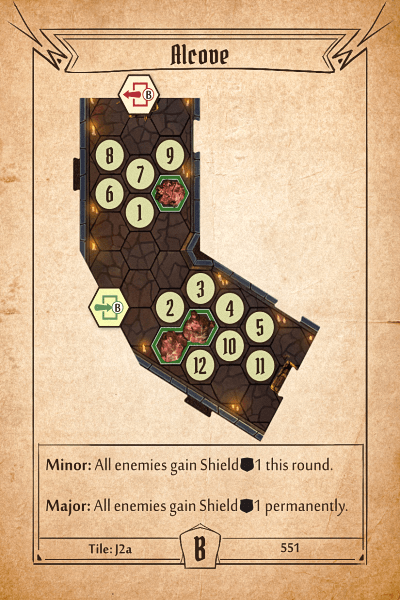 Alcove
B
8
9
7
6
1
3
2
4
B
5
10
12
11
Minor: All enemies gain Shield 1 this round.
Major: All enemies gain Shield 1 permanently.
Tile: J2a
B
551